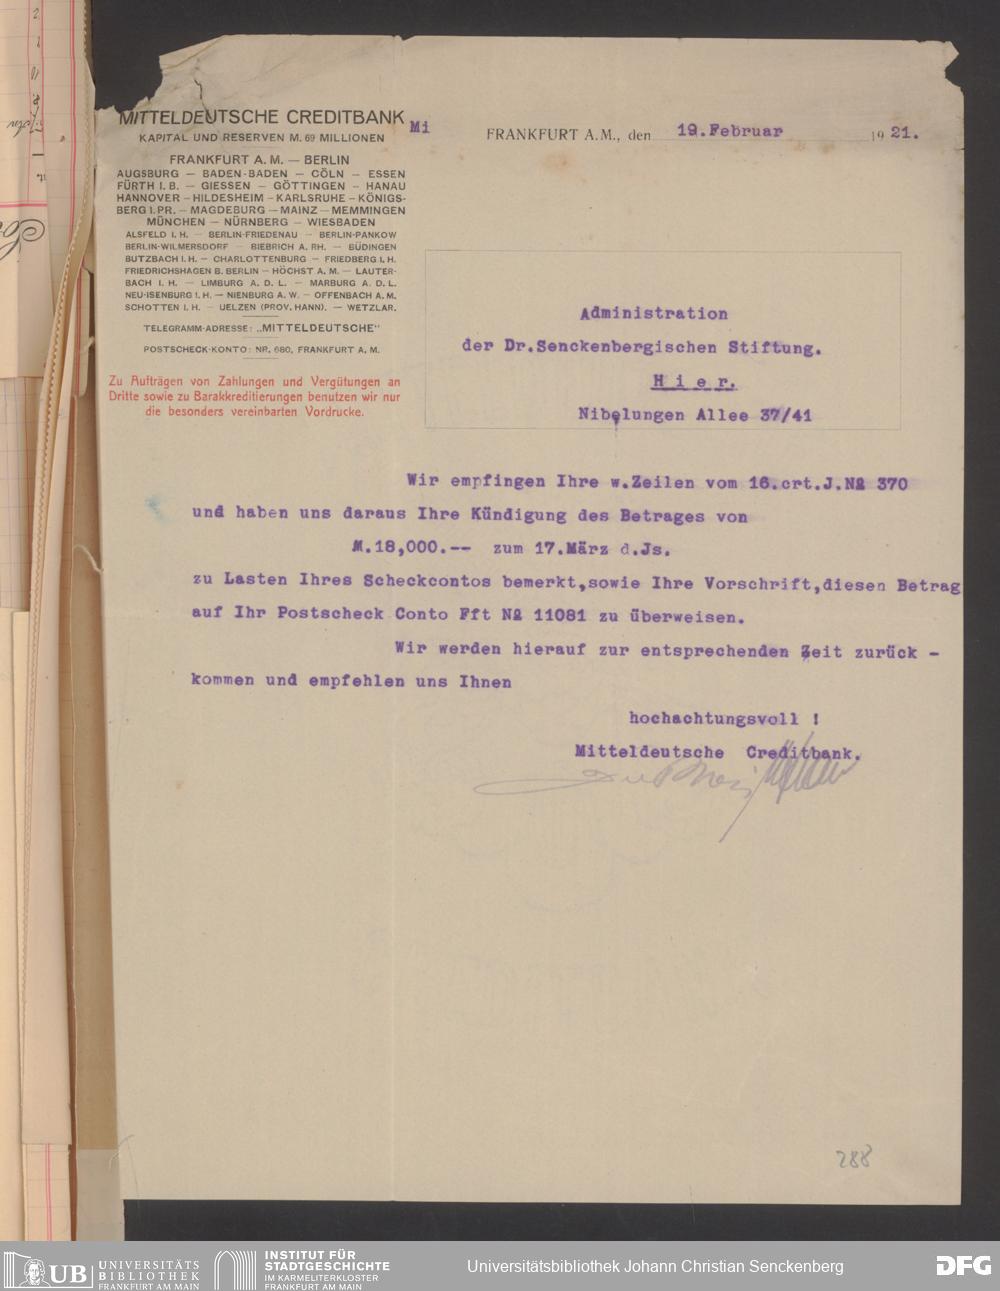 MITTELDEUTSCHE CREDITBANK
KAPITAL UND RESERVEN M. 69 MILLIONEN
FRANKFURT A. M. — BERLIN
AUGSBURG — BADEN-BADEN — CÖLN — ESSEN
FÜRTH I. B. — GIESSEN — GÖTTINGEN — HANAU
HANNOVER – HILDESHEIM – KARLSRUHE – KÖNIGS-
BERG I. PR. – MAGDEBURG – MAINZ – MEMMINGEN
MÜNCHEN — NÜRNBERG — WIESBADEN
ALSFELD I. H. — BERLIN-FRIEDENAU — BERLIN-PANKOW
BERLIN-WILMERSDORF — BIEBRICH A. RH. — BÜDINGEN
BUTZBACH I. H. — CHARLOTTENBURG — FRIEDBERG I. H.
FRIEDRICHSHAGEN B. BERLIN — HÖCHST A. M. — LAUTER-
BACH I. H. — LIMBURG A. D. L. — MARBURG A. D. L.
NEU-ISENBURG I. H. — NIENBURG A. W. — OFFENBACH A. M.
SCHOTTEN I. H. — UELZEN (PROV. HANN). — WETZLAR.
TELEGRAMM-ADRESSE: „MITTELDEUTSCHE"
POSTSCHECK-KONTO: NR. 680, FRANKFURT A. M.
Zu Aufträgen von Zahlungen und Vergütungen an
Dritte sowie zu Barakkreditierungen benutzen wir nur
die besonders vereinbarten Vordrucke.
Mi
FRANKFURT A.M., den 19.Februar 1921.
Administration
der Dr.Senckenbergischen Stiftung.
H i e r.
Nibelungen Allee 37/41
Wir empfingen Ihre w.Zeilen vom 16.crt.J.№ 370
und haben uns daraus Ihre Kündigung des Betrages von
M.18,000.-- zum 17.März d.Js.
zu Lasten Ihres Scheckcontos bemerkt,sowie Ihre Vorschrift,diesen Betrag
auf Ihr Postscheck Conto Fft № 11081 zu überweisen.
Wir werden hierauf zur entsprechenden Zeit zurück -
kommen und empfehlen uns Ihnen
hochachtungsvoll !
Mitteldeutsche Creditbank.
288
UB UNIVERSITÄTS
BIBLIOTHEK
FRANKFURT AM MAIN
INSTITUT FÜR
STADTGESCHICHTE
IM KARMELITERKLOSTER
FRANKFURT AM MAIN
Universitätsbibliothek Johann Christian Senckenberg
DFG